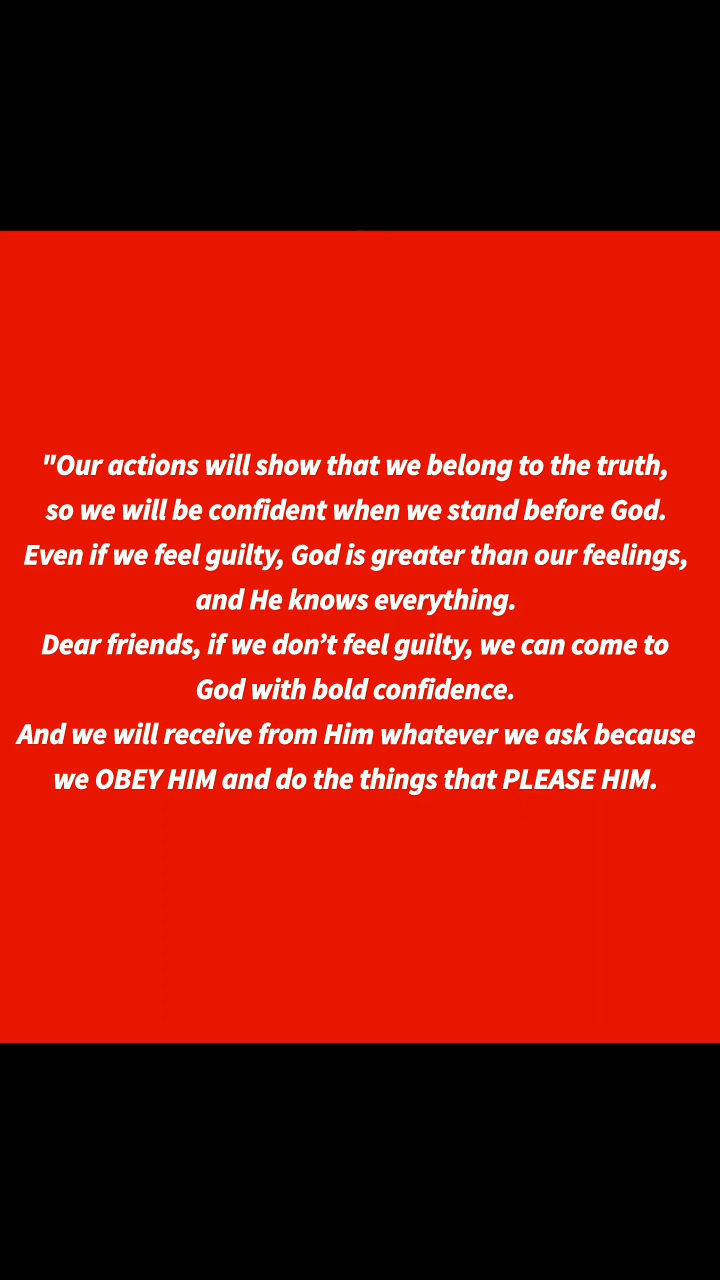 "Our actions will show that we belong to the truth,
so we will be confident when we stand before God.
Even if we feel guilty, God is greater than our feelings,
and He knows everything.
Dear friends, if we don’t feel guilty, we can come to
God with bold confidence.
And we will receive from Him whatever we ask because
we OBEY HIM and do the things that PLEASE HIM.